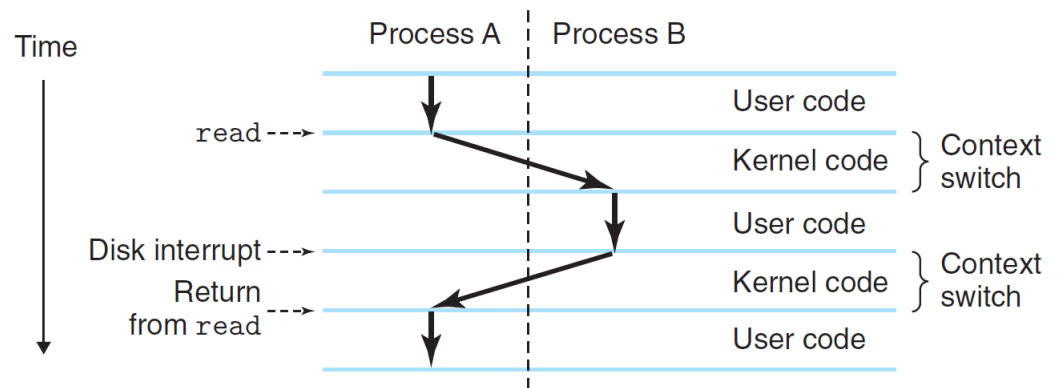 Time
Process A
Process B
User code
read
Kernel code
Context
switch
User code
Disk interrupt
Kernel code
Context
switch
Return
from read
User code